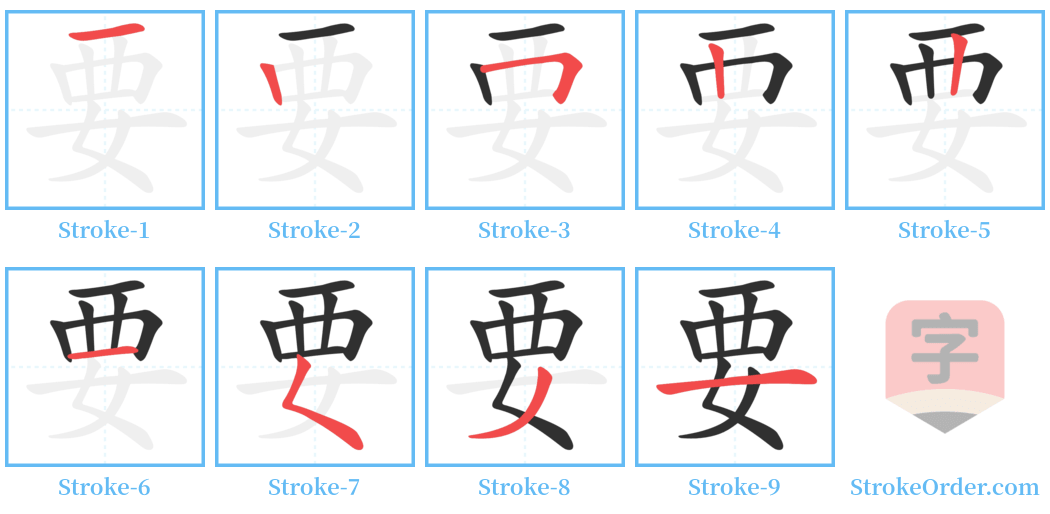 要 要 要 要 要
Stroke-1 Stroke-2 Stroke-3 Stroke-4 Stroke-5
要 要 要 要 字
Stroke-6 Stroke-7 Stroke-8 Stroke-9 StrokeOrder.com